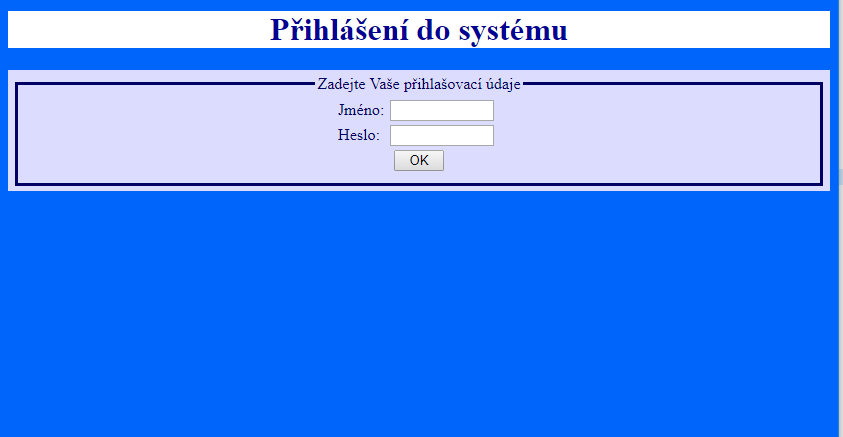 Přihlášení do systému
Zadejte Vaše přihlašovací údaje
Jméno:
Heslo:
OK